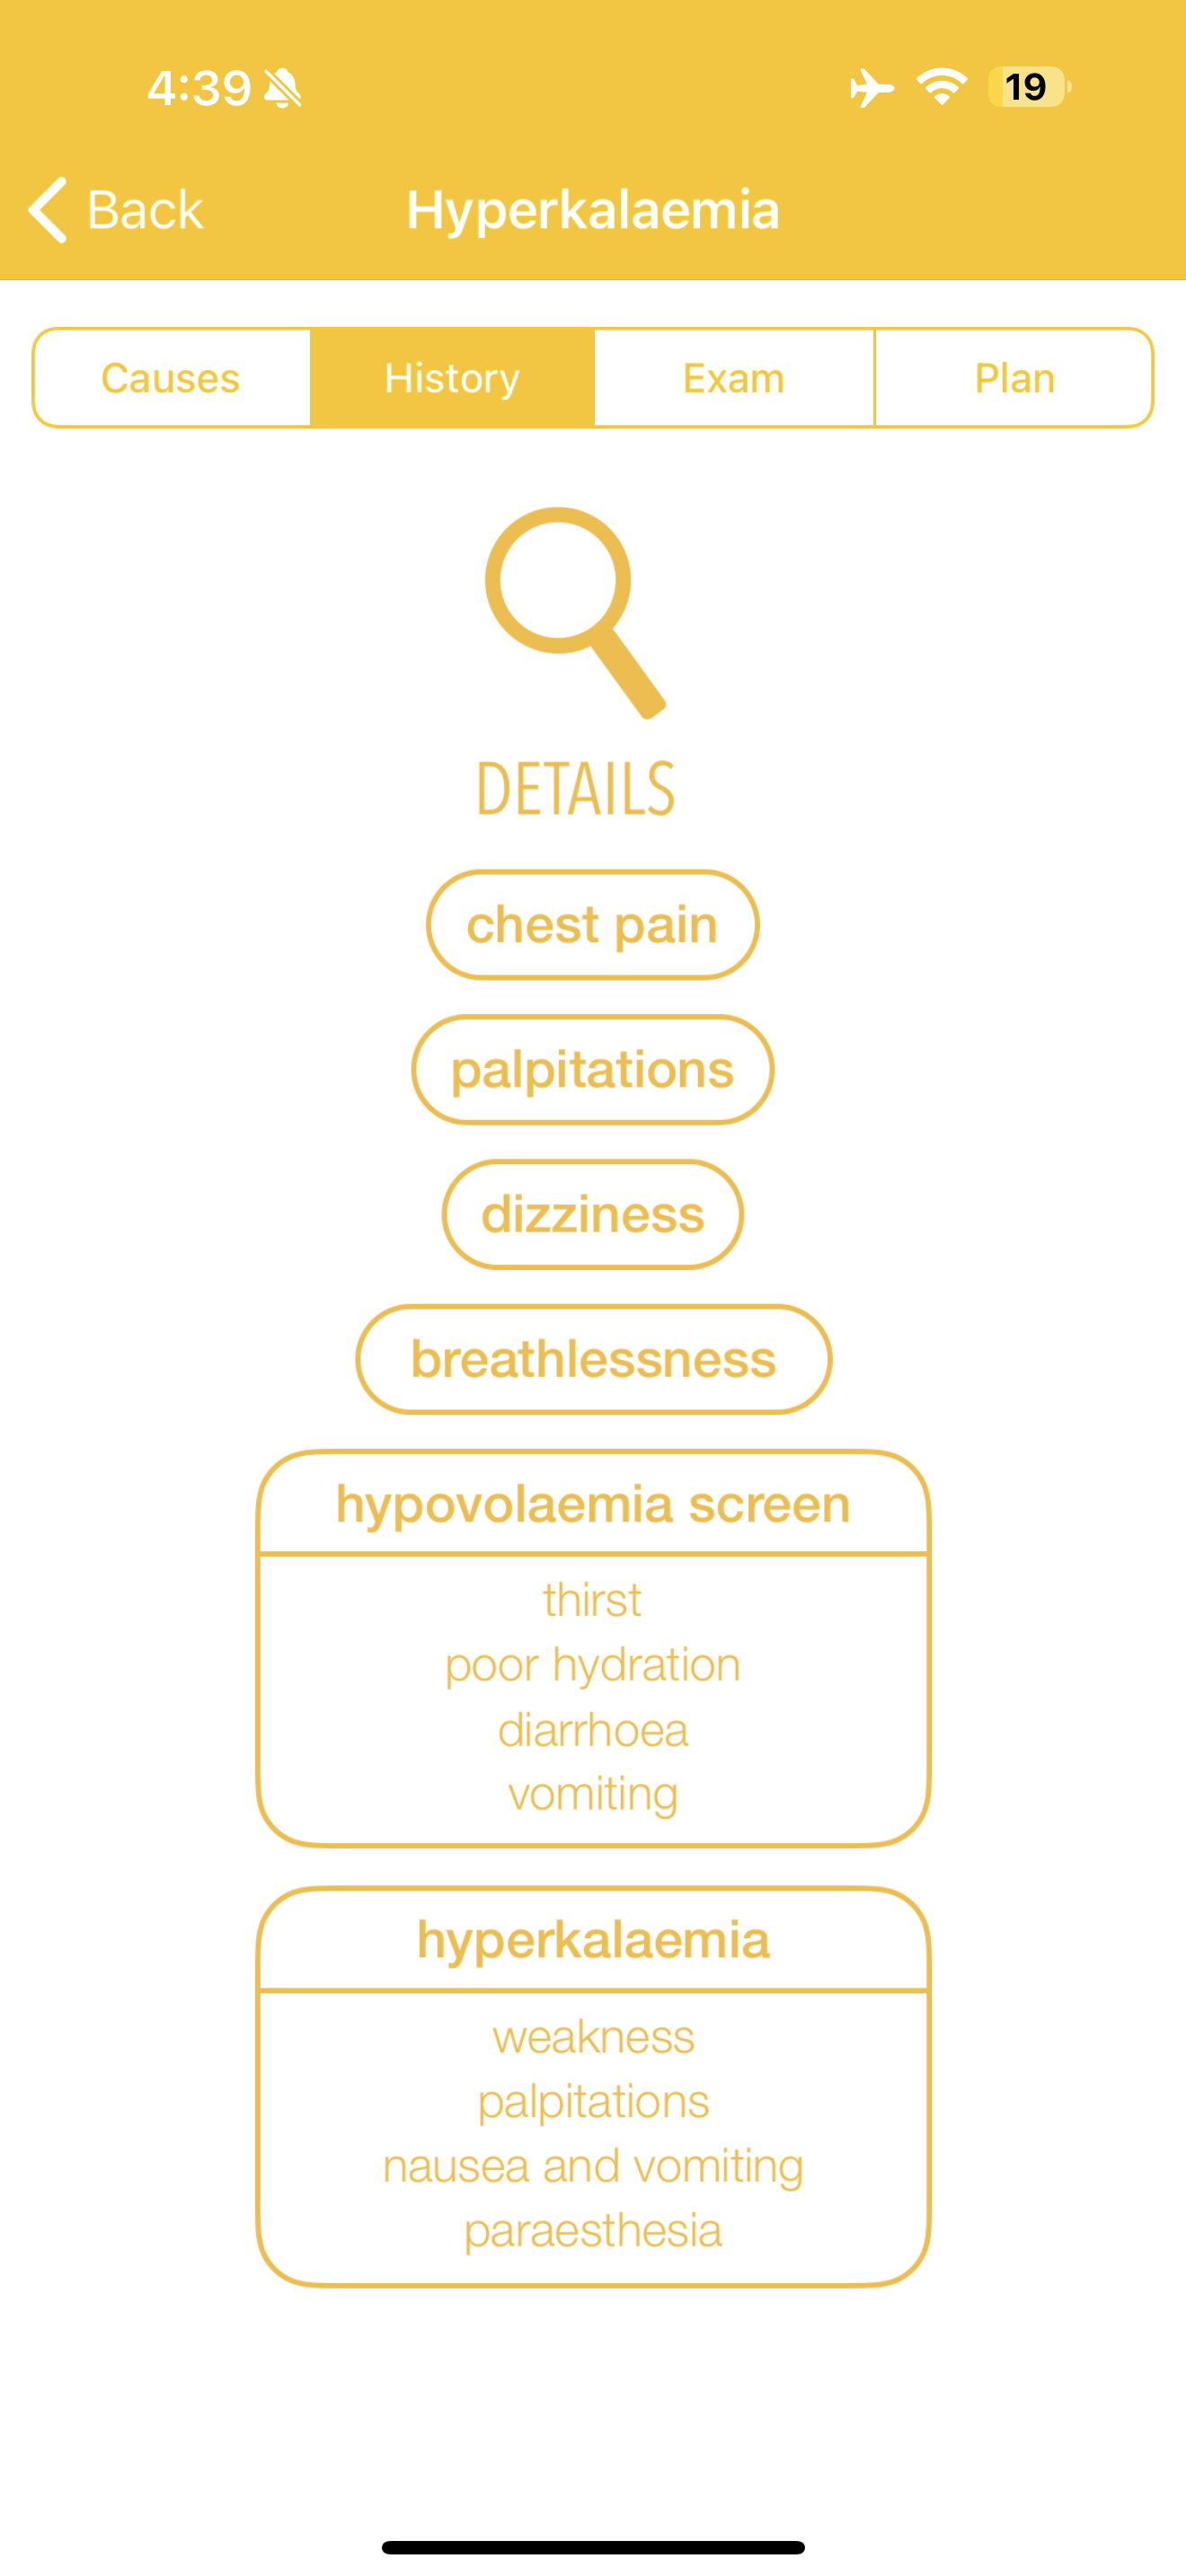 4:39
19
Back
Hyperkalaemia
Causes
History
Exam
Plan
DETAILS
chest pain
palpitations
dizziness
breathlessness
hypovolaemia screen
thirst
poor hydration
diarrhoea
vomiting
hyperkalaemia
weakness
palpitations
nausea and vomiting
paraesthesia